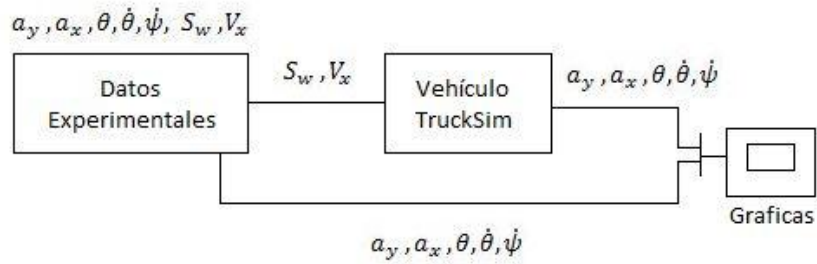 a_y , a_x , θ, θ̇, ψ̇, S_w , V_x
Datos
Experimentales
S_w , V_x
Vehículo
TruckSim
a_y , a_x , θ, θ̇, ψ̇
Graficas
a_y , a_x , θ, θ̇, ψ̇